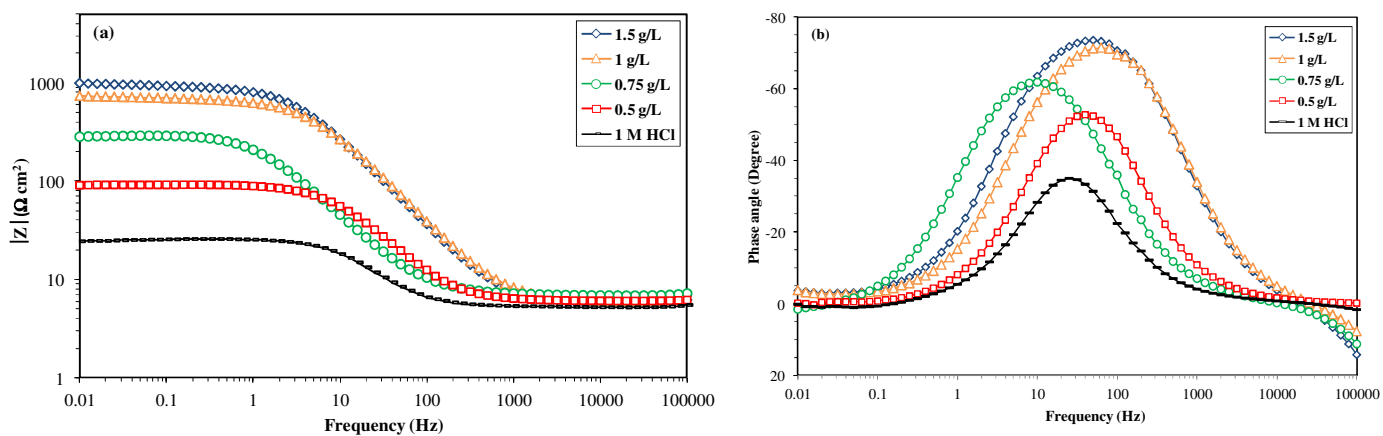 (a)
1.5 g/L
1 g/L
0.75 g/L
0.5 g/L
1 M HCl
1000
100
10
1
|Z| (Ω cm²)
0.01 0.1 1 10 100 1000 10000 100000
Frequency (Hz)
(b)
1.5 g/L
1 g/L
0.75 g/L
0.5 g/L
1 M HCl
-80
-60
-40
-20
0
20
Phase angle (Degree)
0.01 0.1 1 10 100 1000 10000 100000
Frequency (Hz)